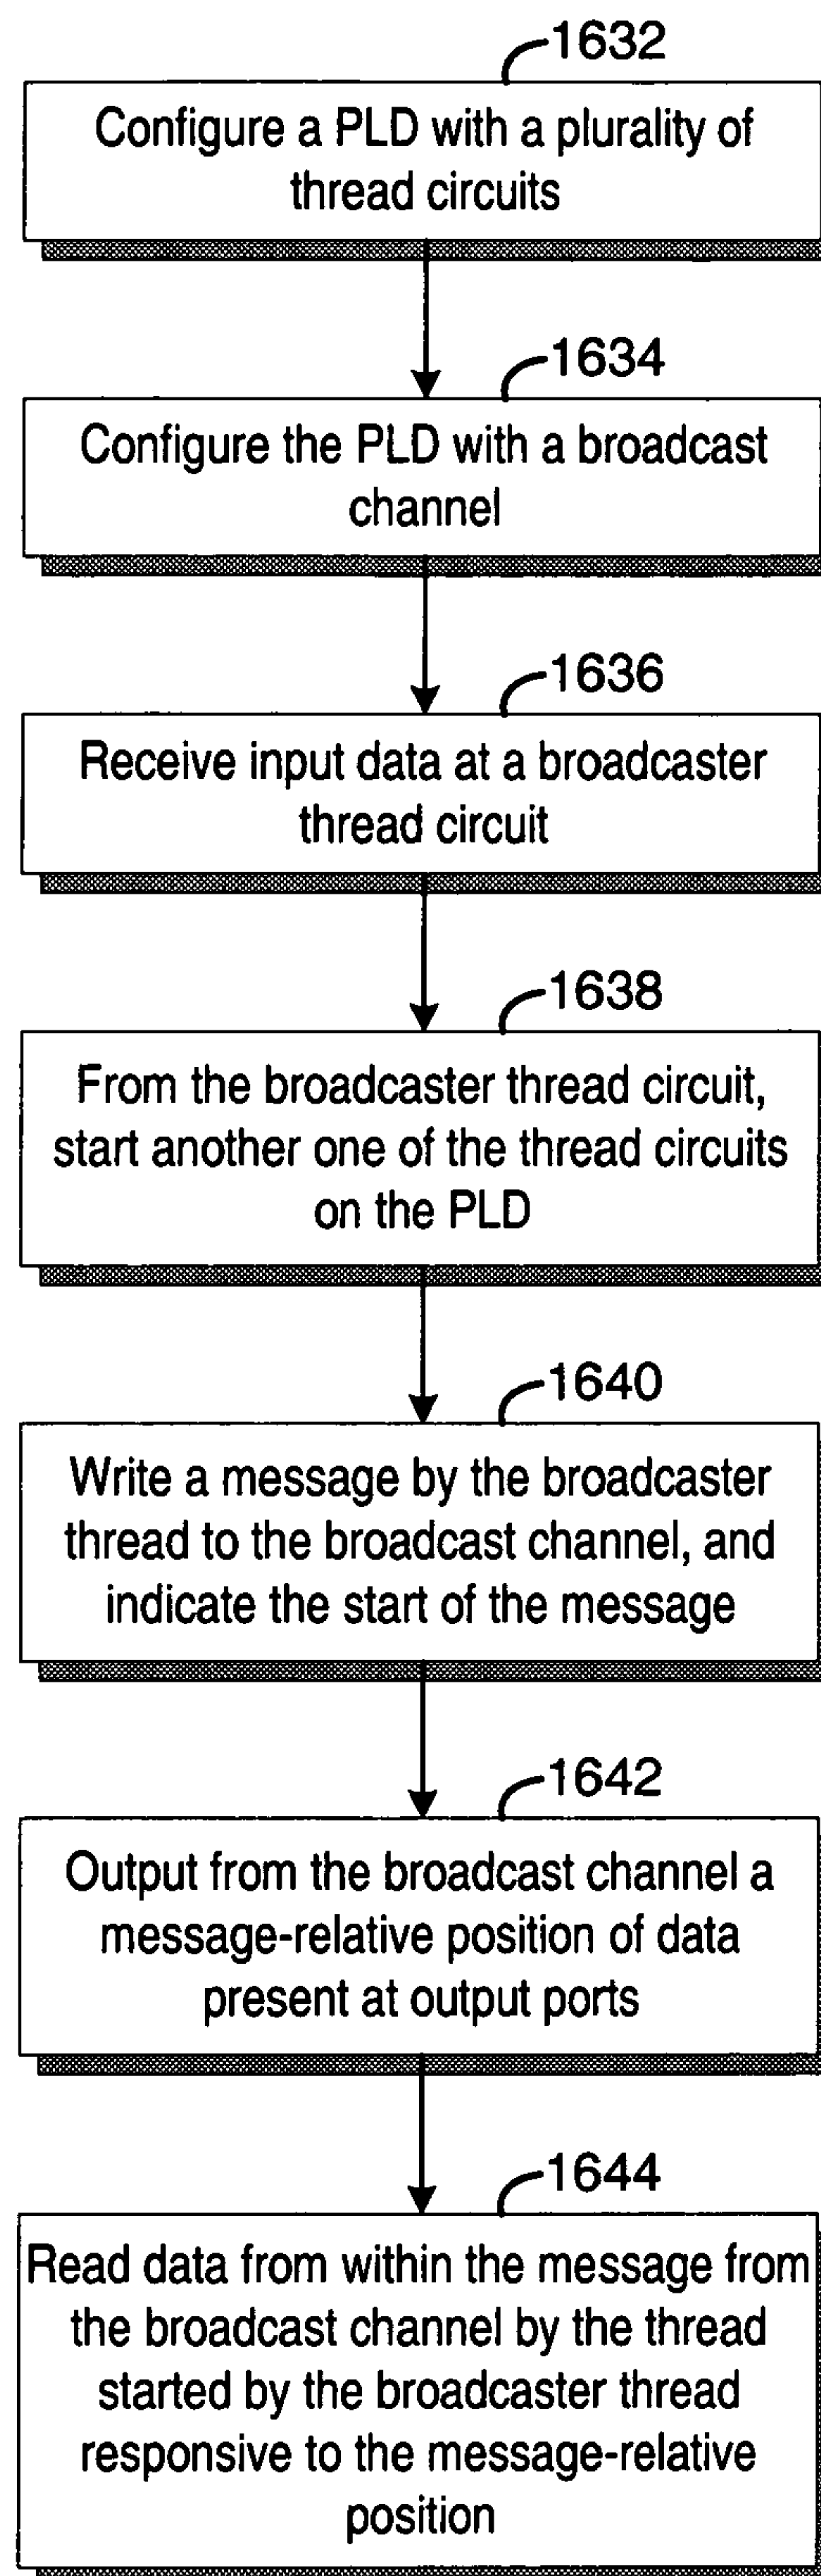 1632
Configure a PLD with a plurality of
thread circuits
1634
Configure the PLD with a broadcast
channel
1636
Receive input data at a broadcaster
thread circuit
1638
From the broadcaster thread circuit,
start another one of the thread circuits
on the PLD
1640
Write a message by the broadcaster
thread to the broadcast channel, and
indicate the start of the message
1642
Output from the broadcast channel a
message-relative position of data
present at output ports
1644
Read data from within the message from
the broadcast channel by the thread
started by the broadcaster thread
responsive to the message-relative
position